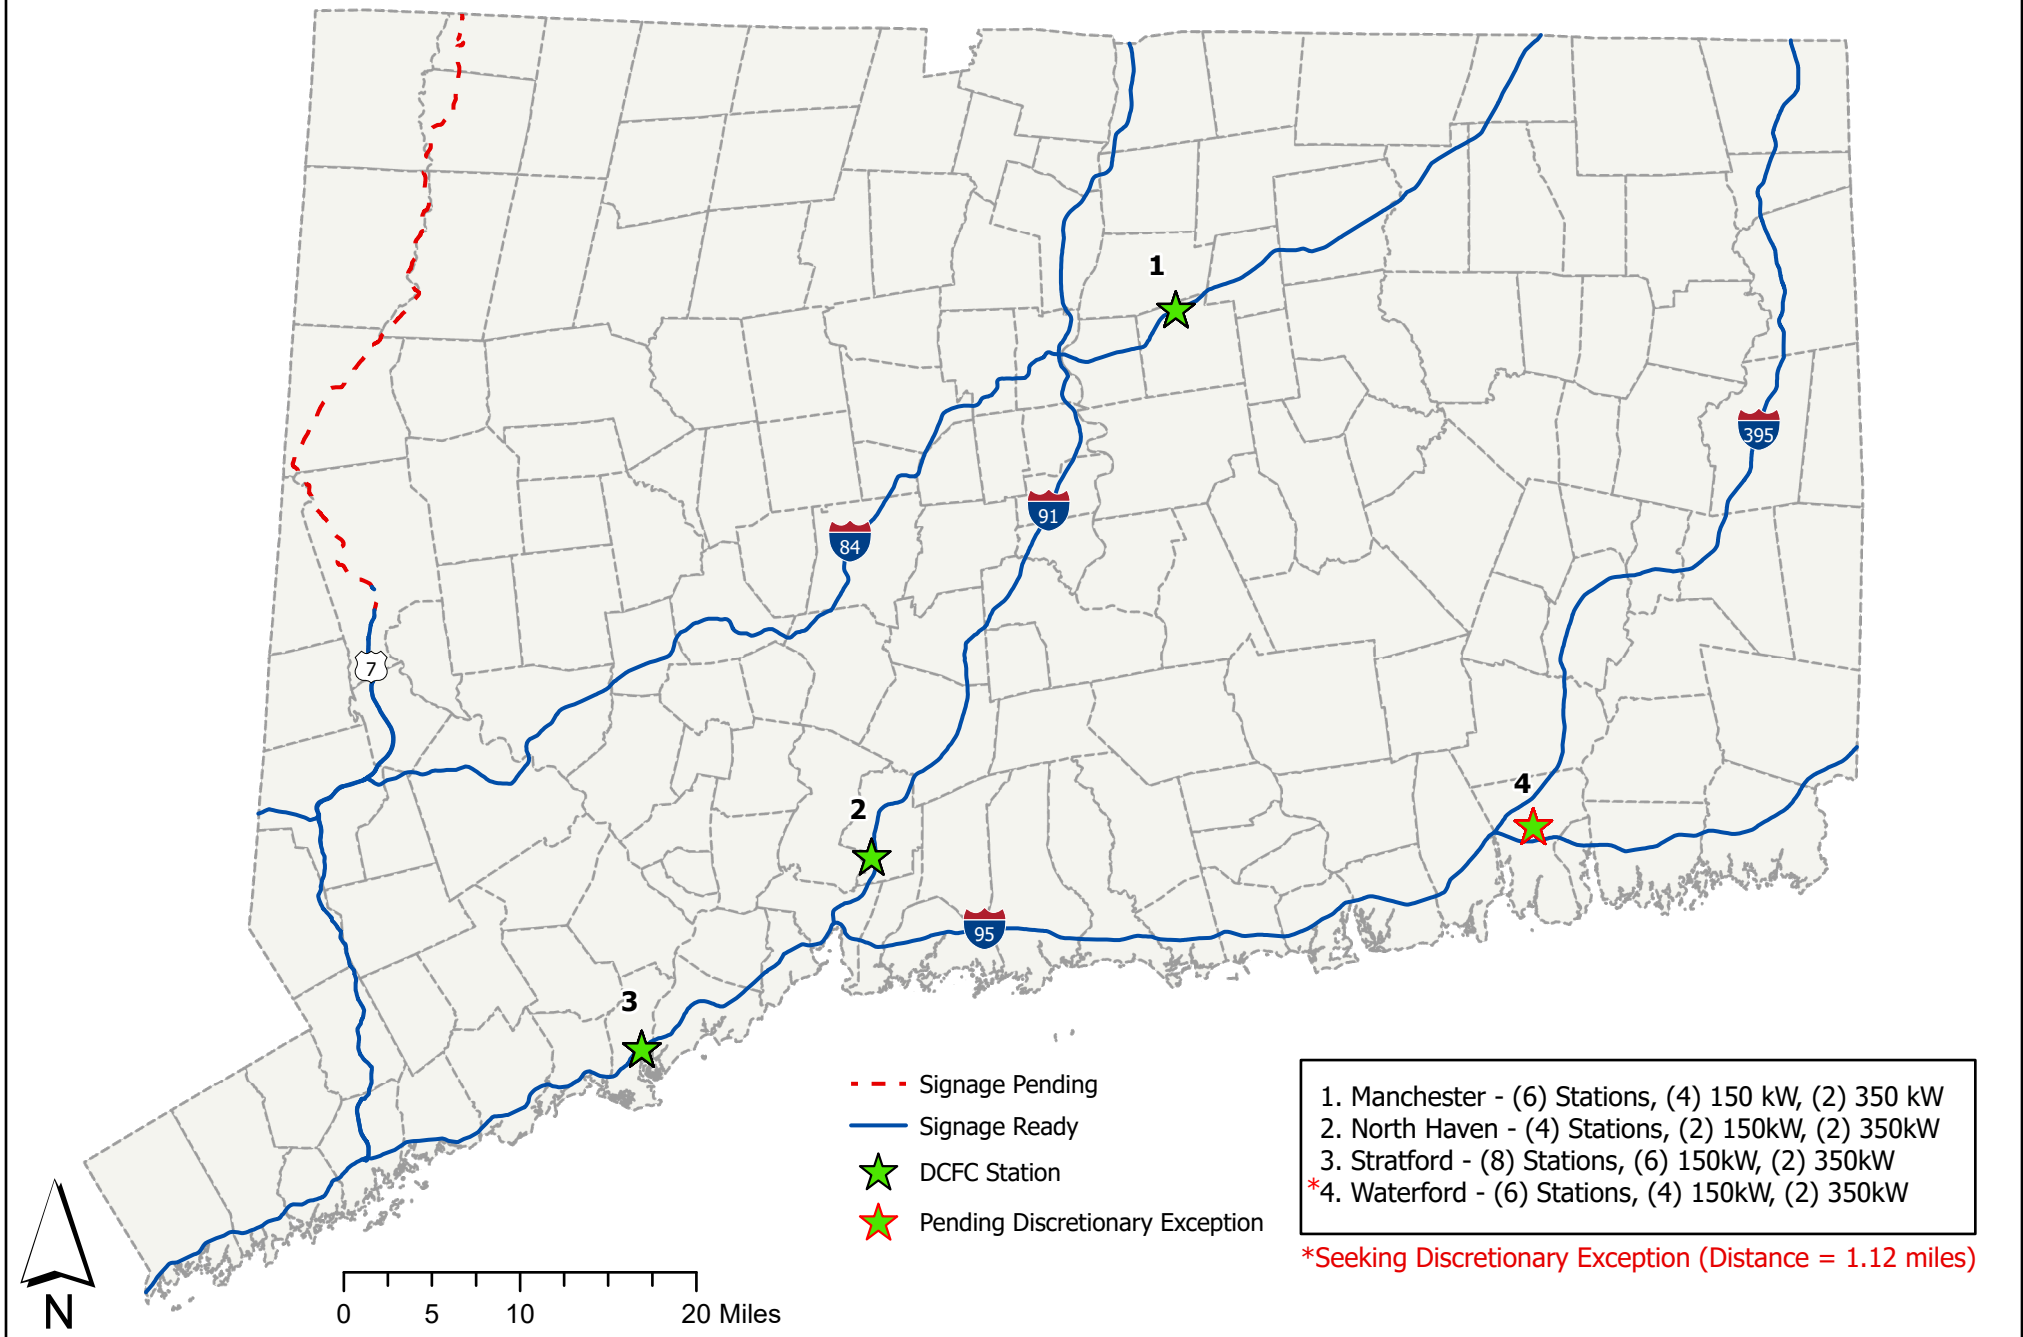 1
395
91
84
7
4
2
95
3
Signage Pending
Signage Ready
DCFC Station
Pending Discretionary Exception
1. Manchester - (6) Stations, (4) 150 kW, (2) 350 kW
2. North Haven - (4) Stations, (2) 150kW, (2) 350kW
3. Stratford - (8) Stations, (6) 150kW, (2) 350kW
*4. Waterford - (6) Stations, (4) 150kW, (2) 350kW
*Seeking Discretionary Exception (Distance = 1.12 miles)
N
0 5 10 20 Miles